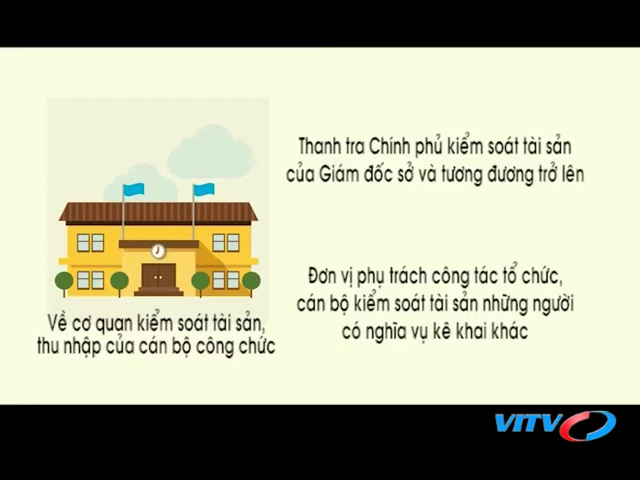 Thanh tra Chính phủ kiểm soát tài sản
của Giám đốc sở và tương đương trở lên
Đơn vị phụ trách công tác tổ chức,
cán bộ kiểm soát tài sản những người
có nghĩa vụ kê khai khác
Về cơ quan kiểm soát tài sản,
thu nhập của cán bộ công chức
VITV